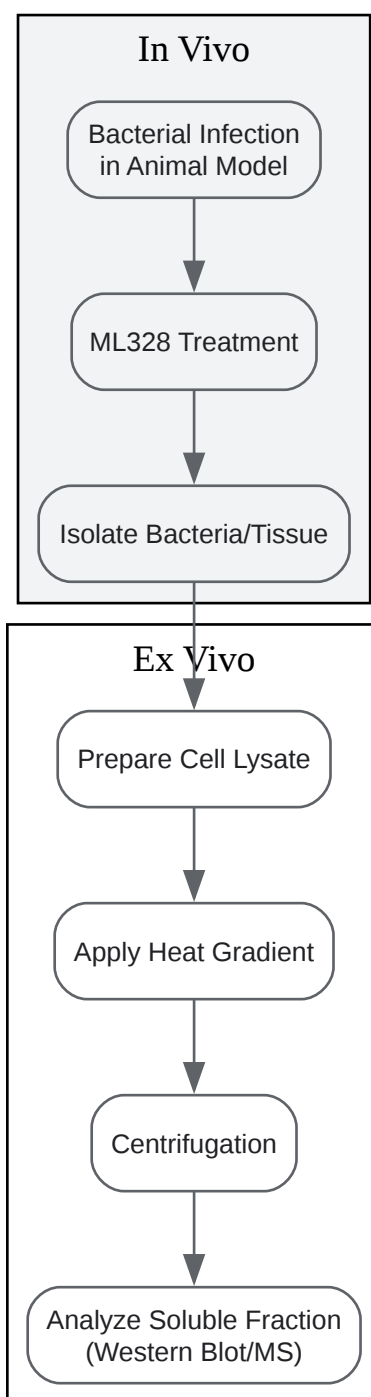 In Vivo
Bacterial Infection
in Animal Model
ML328 Treatment
Isolate Bacteria/Tissue
Ex Vivo
Prepare Cell Lysate
Apply Heat Gradient
Centrifugation
Analyze Soluble Fraction
(Western Blot/MS)